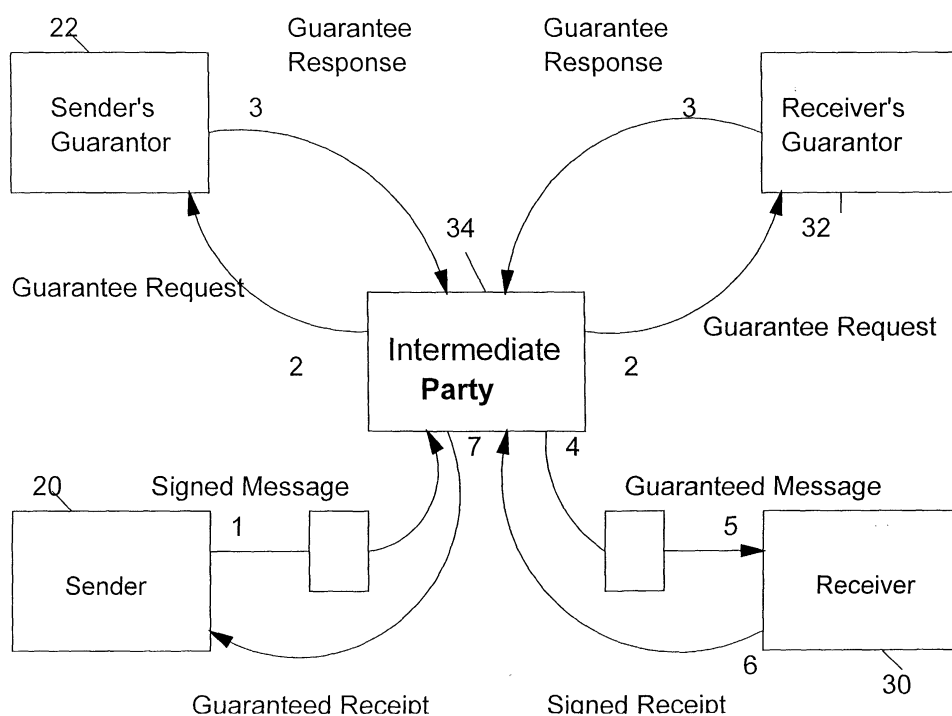 22
Guarantee
Response
Guarantee
Response
Sender's
Guarantor
3
3
Receiver's
Guarantor
34
32
Guarantee Request
Guarantee Request
Intermediate
Party
2
2
7
4
20
Signed Message
Guaranteed Message
1
5
Sender
Receiver
6
30
Guaranteed Receipt
Signed Receipt